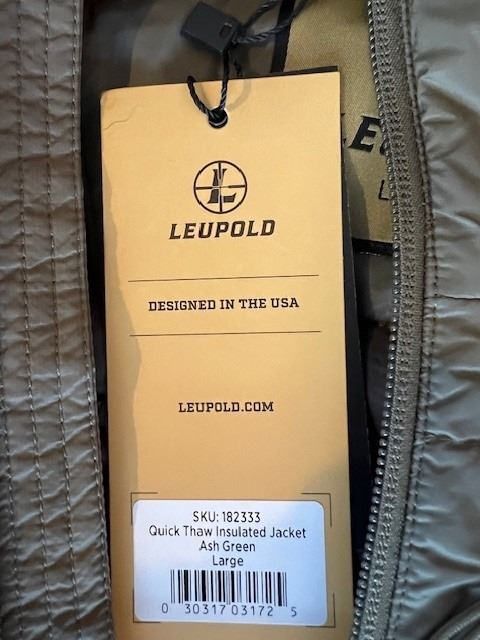 L
LEUPOLD
DESIGNED IN THE USA
LEUPOLD.COM
SKU: 182333
Quick Thaw Insulated Jacket
Ash Green
Large
0 30317 03172 5
LE
L